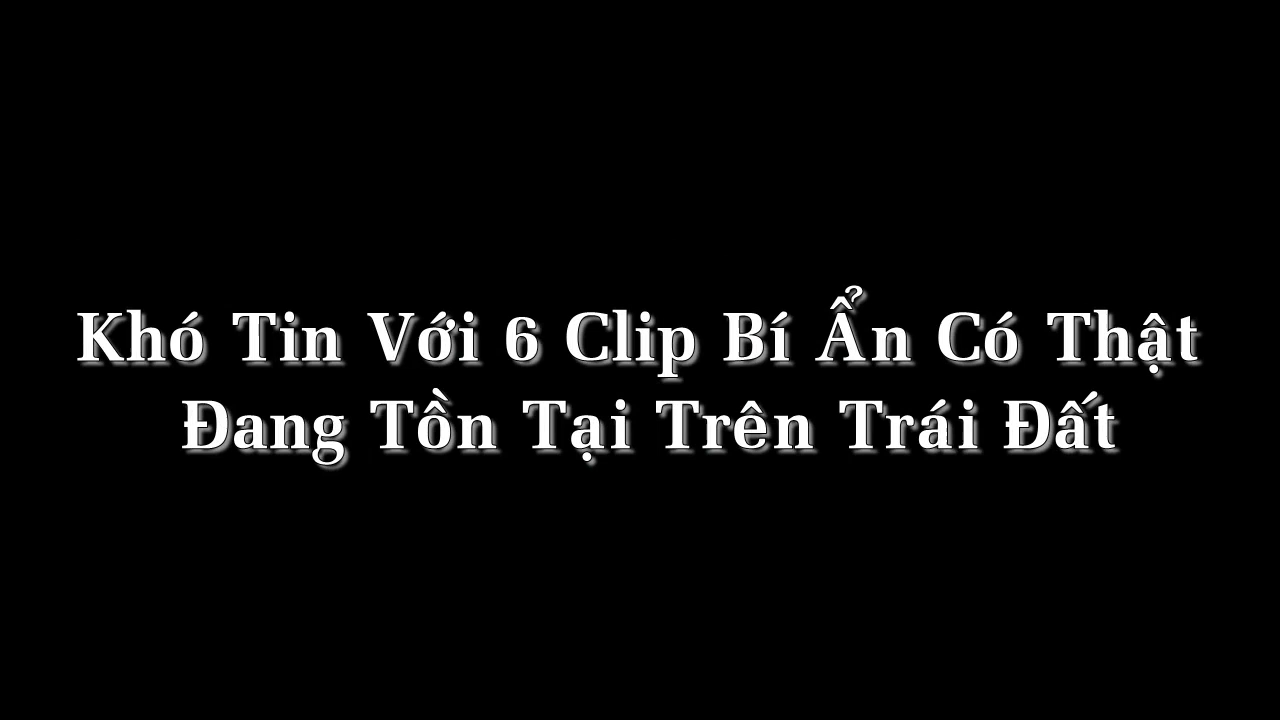 Khó Tin Với 6 Clip Bí Ẩn Có Thật
Đang Tồn Tại Trên Trái Đất